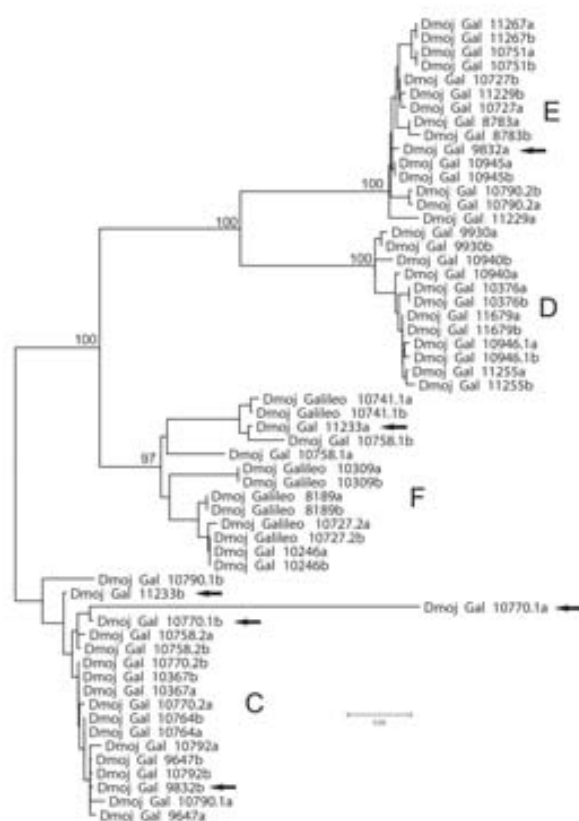 Dmoj Gal 11267a
Dmoj Gal 11267b
Dmoj Gal 10751a
Dmoj Gal 10751b
Dmoj Gal 10727b
Dmoj Gal 11229b
Dmoj Gal 10727a
E
Dmoj Gal 8783a
Dmoj Gal 8783b
Dmoj Gal 9832a
Dmoj Gal 10945a
Dmoj Gal 10945b
100
Dmoj Gal 10790.2b
Dmoj Gal 10790.2a
Dmoj Gal 11229a
100
Dmoj Gal 9930a
Dmoj Gal 9930b
100
Dmoj Gal 10940b
Dmoj Gal 10940a
Dmoj Gal 10376a
Dmoj Gal 10376b
D
Dmoj Gal 11679a
Dmoj Gal 11679b
100
Dmoj Gal 10946.1a
Dmoj Gal 10946.1b
Dmoj Gal 11255a
Dmoj Gal 11255b
Dmoj Galileo 10741.1a
Dmoj Galileo 10741.1b
Dmoj Gal 11233a
Dmoj Gal 10758.1b
97
Dmoj Gal 10758.1a
Dmoj Galileo 10309a
Dmoj Galileo 10309b
F
Dmoj Galileo 8189a
Dmoj Galileo 8189b
Dmoj Galileo 10727.2a
Dmoj Galileo 10727.2b
Dmoj Gal 10246a
Dmoj Gal 10246b
Dmoj Gal 10790.1b
Dmoj Gal 11233b
Dmoj Gal 10770.1a
Dmoj Gal 10770.1b
Dmoj Gal 10758.2a
Dmoj Gal 10758.2b
Dmoj Gal 10770.2b
Dmoj Gal 10367b
Dmoj Gal 10367a
C
Dmoj Gal 10770.2a
Dmoj Gal 10764b
Dmoj Gal 10764a
Dmoj Gal 10792a
Dmoj Gal 9647b
Dmoj Gal 10792b
Dmoj Gal 9832b
Dmoj Gal 10790.1a
Dmoj Gal 9647a